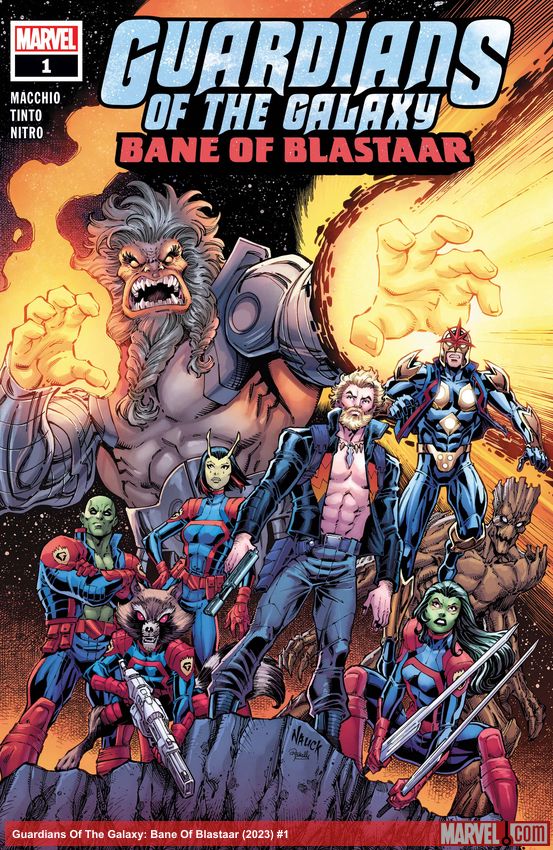 MARVEL
1
MACCHIO
TINTO
NITRO
GUARDIANS
OF THE GALAXY
BANE OF BLASTAAR
NAUCK
Guardians Of The Galaxy: Bane Of Blastaar (2023) #1
MARVEL.com